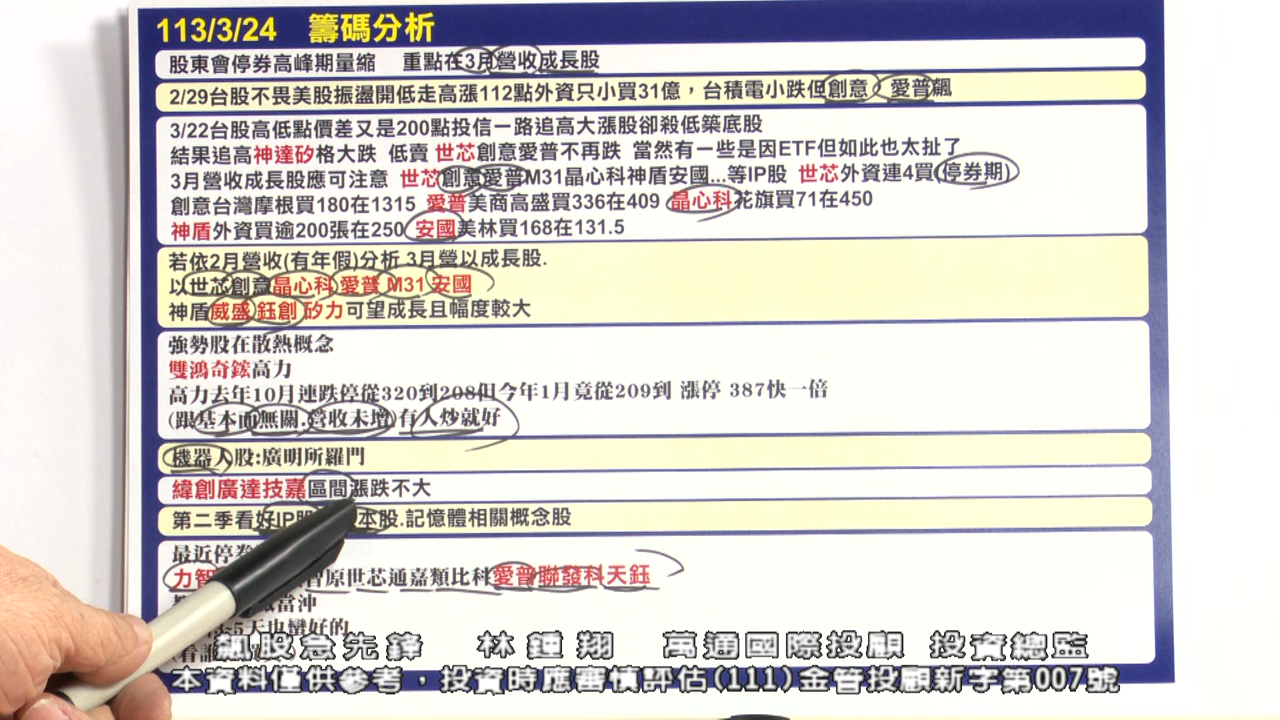 113/3/24 籌碼分析
股東會停券高峰期量縮 重點在3月營收成長股
2/29台股不畏美股振盪開低走高漲112點外資只小買31億，台積電小跌但創意 愛普飆
3/22台股高低點價差又是200點投信一路追高大漲股卻殺低築底股
結果追高神達矽格大跌 低賣 世芯創意愛普不再跌 當然有一些是因ETF但如此也太扯了
3月營收成長股應可注意 世芯創意愛普M31晶心科神盾安國...等IP股 世芯外資連4買(停券期)
創意台灣摩根買180在1315 愛普美商高盛買336在409 晶心科花旗買71在450
神盾外資買逾200張在250 安國美林買168在131.5
若依2月營收(有年假)分析 3月營以成長股.
以世芯創意晶心科 愛普 M31 安國
神盾威盛 鈺創 矽力可望成長且幅度較大
強勢股在散熱概念
雙鴻奇鋐高力
高力去年10月連跌停從320到208但今年1月竟從209到 漲停 387快一倍
(跟基本面無關.營收未增)有人炒就好
機器人股:廣明所羅門
緯創廣達技嘉區間漲跌不大
第二季看好IP股 本股.記憶體相關概念股
最近停券
力智 智原世芯通嘉類比科愛普聯發科天鈺
當沖
5天也蠻好的
飆股急先鋒 林鍾翔 萬通國際投顧 投資總監
本資料僅供參考，投資時應審慎評估(111)金管投顧新字第007號